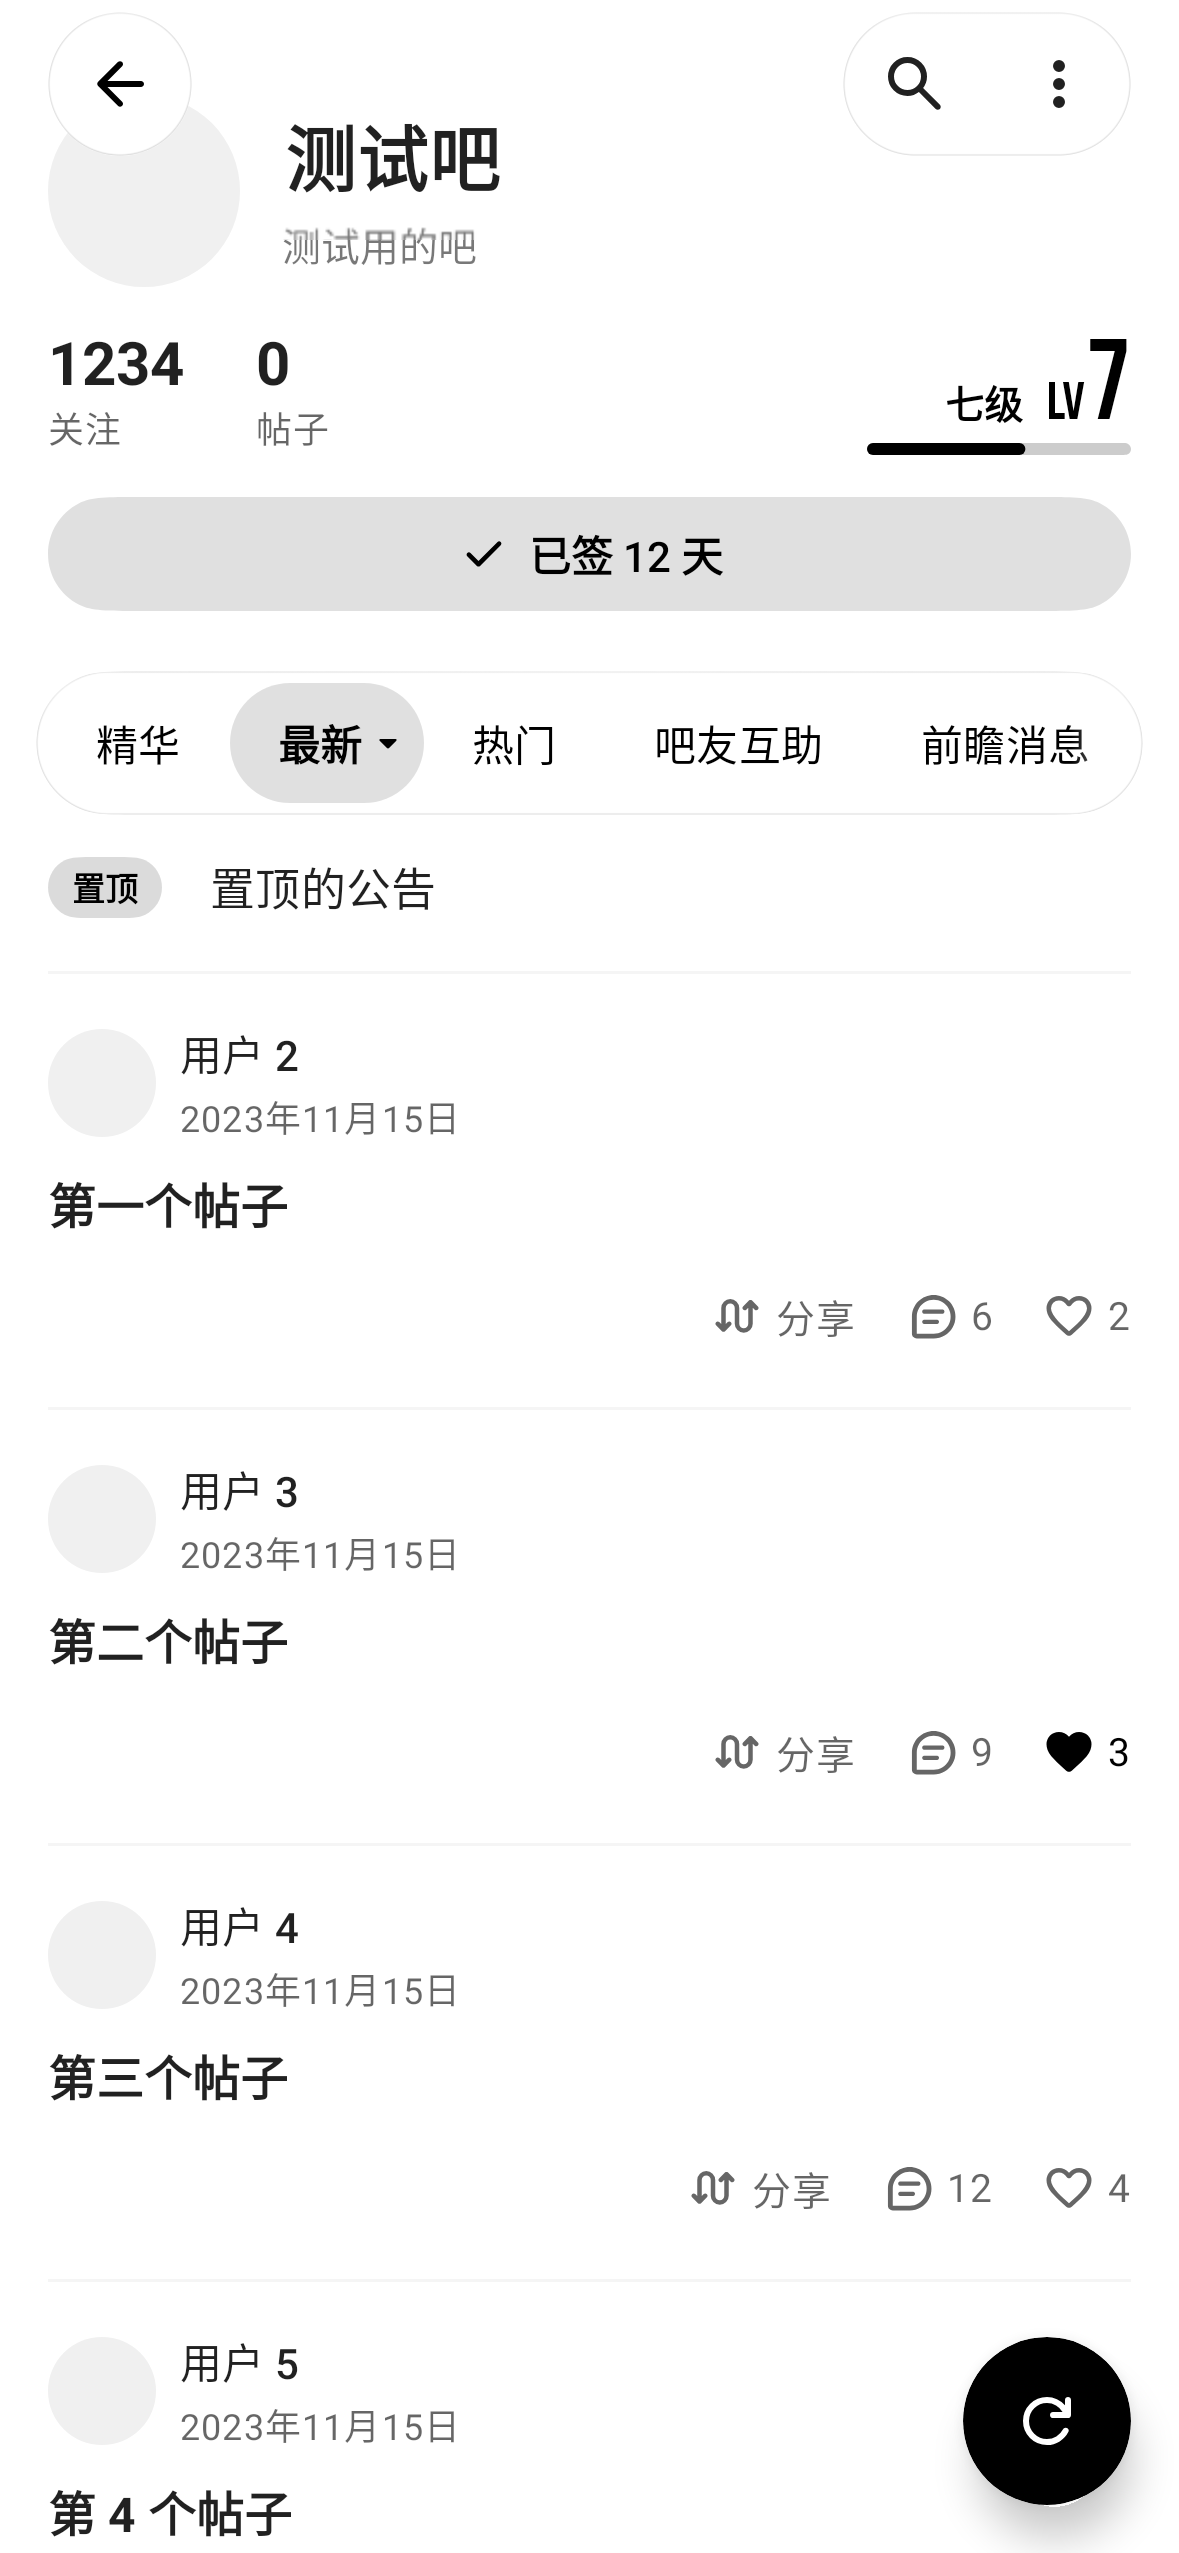 测试吧
测试用的吧
1234 0
关注 帖子
七级 LV7
已签 12 天
精华 最新 热门 吧友互助 前瞻消息
置顶 置顶的公告
用户 2
2023年11月15日
第一个帖子
分享 6 2
用户 3
2023年11月15日
第二个帖子
分享 9 3
用户 4
2023年11月15日
第三个帖子
分享 12 4
用户 5
2023年11月15日
第 4 个帖子